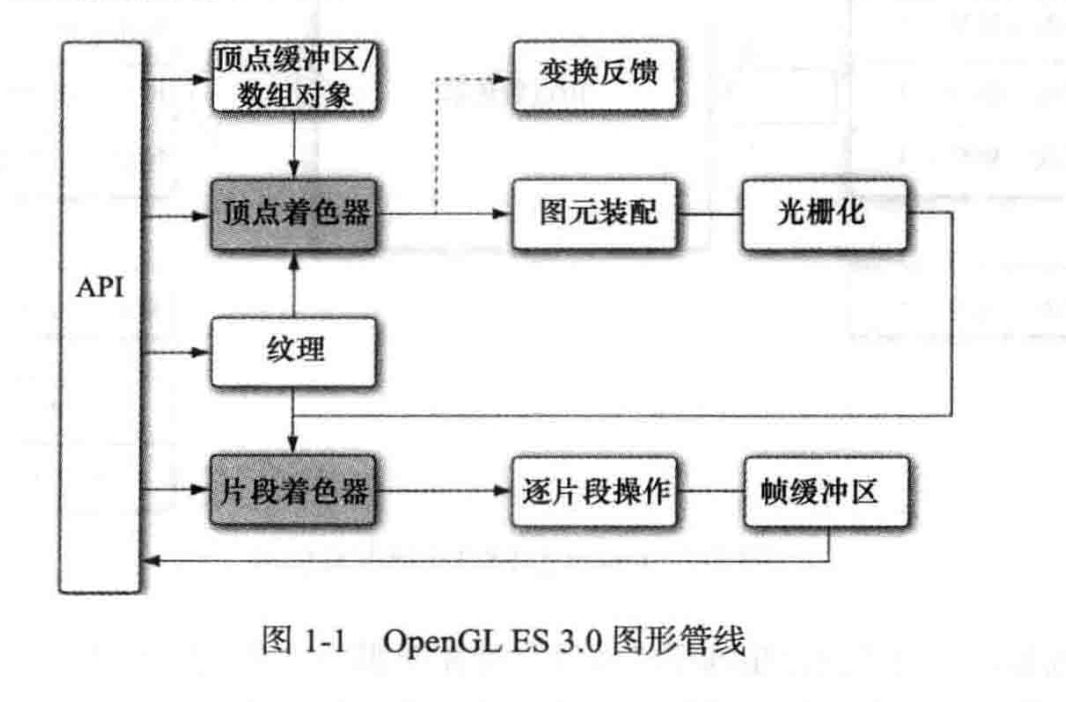 顶点缓冲区/
数组对象
变换反馈
顶点着色器
图元装配
光栅化
API
纹理
片段着色器
逐片段操作
帧缓冲区
图 1-1 OpenGL ES 3.0 图形管线